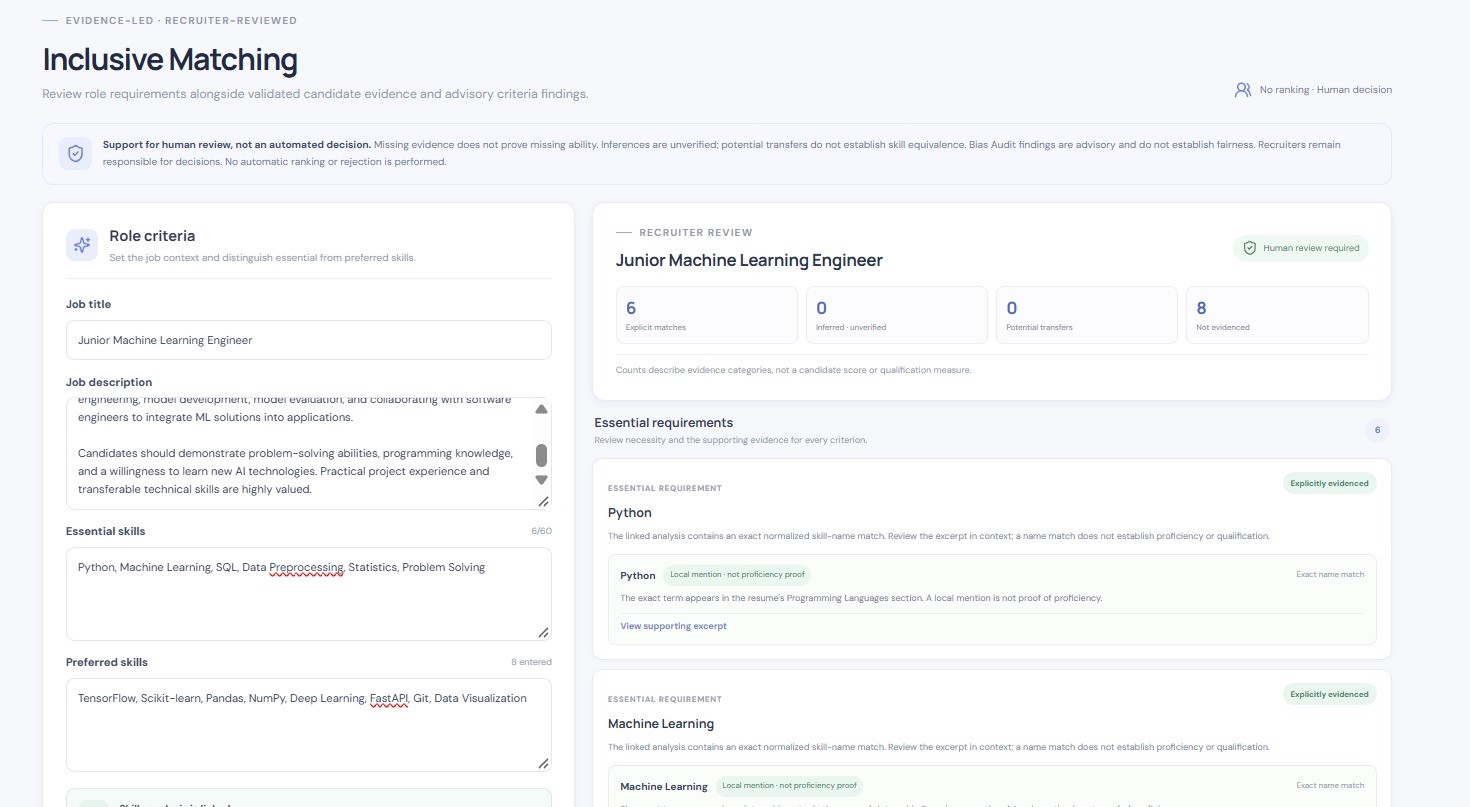 EVIDENCE-LED · RECRUITER-REVIEWED
Inclusive Matching
Review role requirements alongside validated candidate evidence and advisory criteria findings.
No ranking · Human decision
Support for human review, not an automated decision. Missing evidence does not prove missing ability. Inferences are unverified; potential transfers do not establish skill equivalence. Bias Audit findings are advisory and do not establish fairness. Recruiters remain
responsible for decisions. No automatic ranking or rejection is performed.
Role criteria
Set the job context and distinguish essential from preferred skills.
Job title
Junior Machine Learning Engineer
Job description
engineering, model development, model evaluation, and collaborating with software
engineers to integrate ML solutions into applications.
Candidates should demonstrate problem-solving abilities, programming knowledge,
and a willingness to learn new AI technologies. Practical project experience and
transferable technical skills are highly valued.
Essential skills
6/60
Python, Machine Learning, SQL, Data Preprocessing, Statistics, Problem Solving
Preferred skills
8 entered
TensorFlow, Scikit-learn, Pandas, NumPy, Deep Learning, FastAPI, Git, Data Visualization
RECRUITER REVIEW
Junior Machine Learning Engineer
Human review required
6
Explicit matches
0
Inferred · unverified
0
Potential transfers
8
Not evidenced
Counts describe evidence categories, not a candidate score or qualification measure.
Essential requirements
Review necessity and the supporting evidence for every criterion.
6
ESSENTIAL REQUIREMENT
Explicitly evidenced
Python
The linked analysis contains an exact normalized skill-name match. Review the excerpt in context; a name match does not establish proficiency or qualification.
Python
Local mention · not proficiency proof
Exact name match
The exact term appears in the resume's Programming Languages section. A local mention is not proof of proficiency.
View supporting excerpt
ESSENTIAL REQUIREMENT
Explicitly evidenced
Machine Learning
The linked analysis contains an exact normalized skill-name match. Review the excerpt in context; a name match does not establish proficiency or qualification.
Machine Learning
Local mention · not proficiency proof
Exact name match